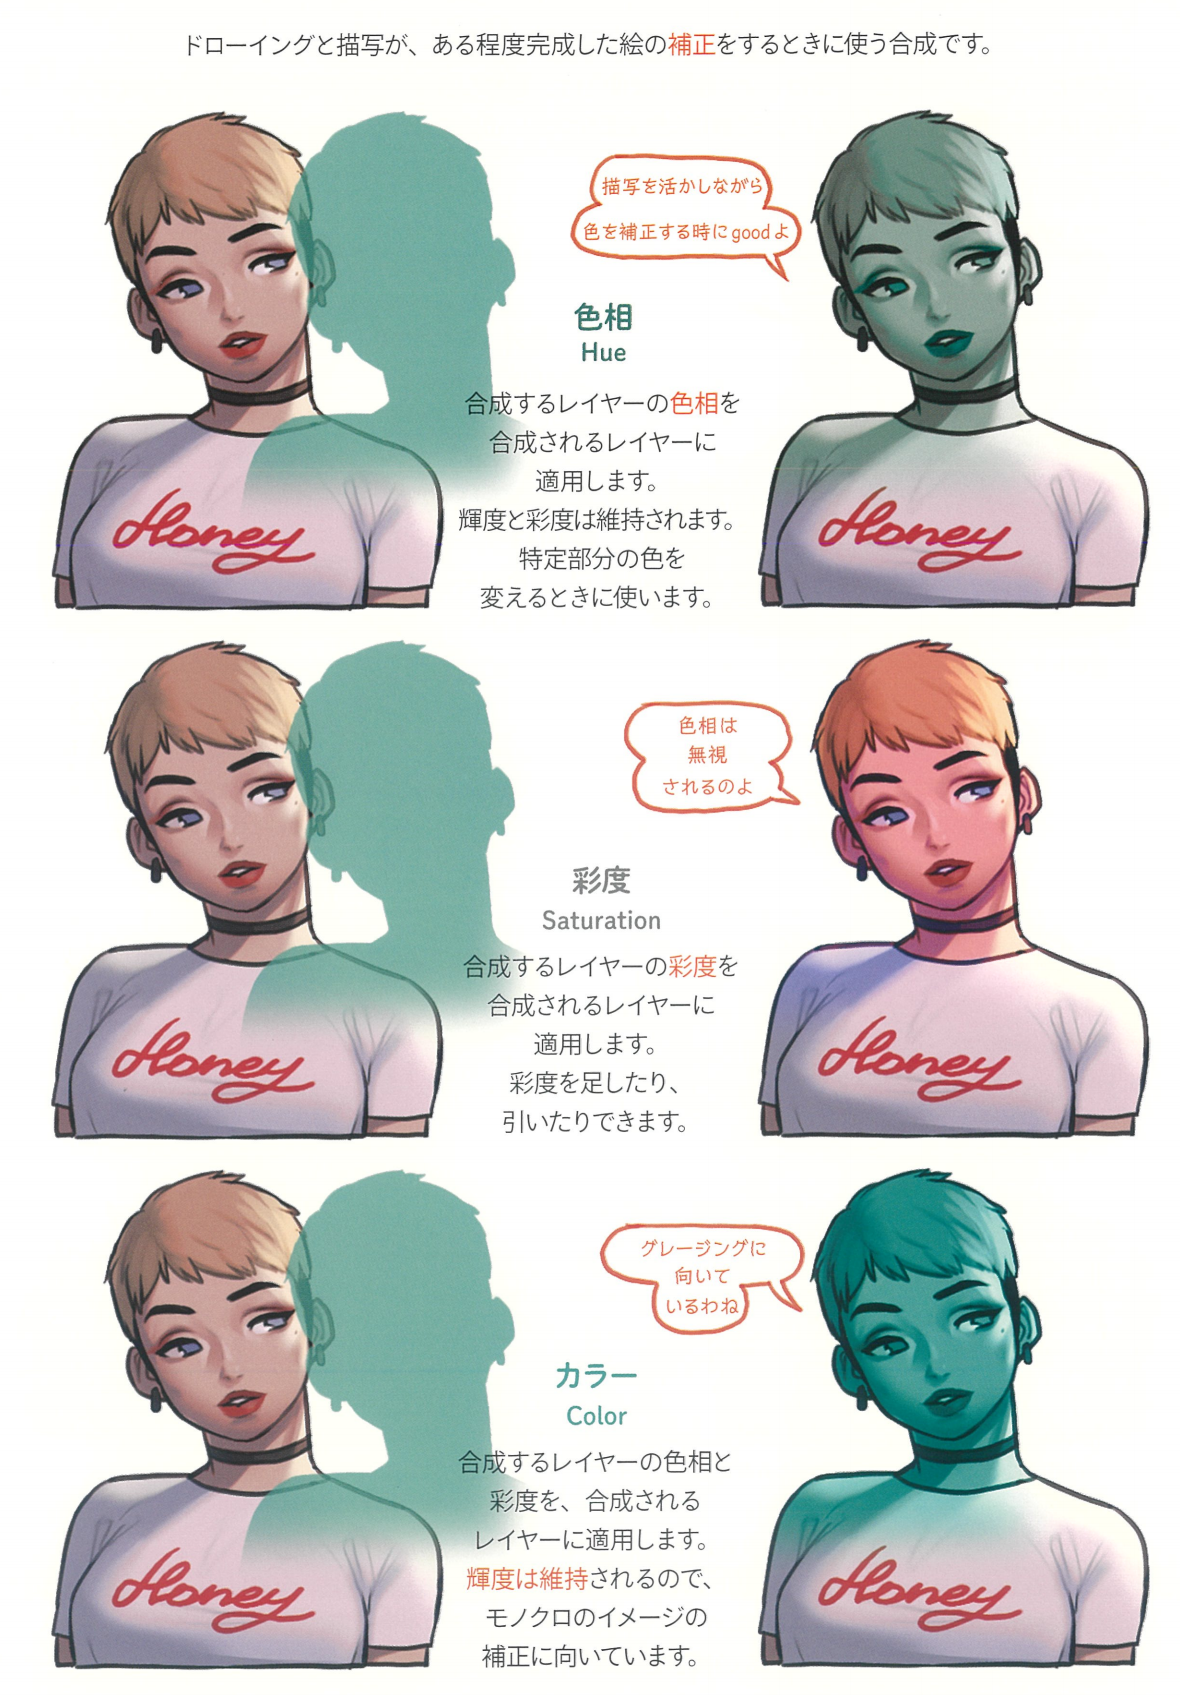 ドローイングと描写が、ある程度完成した絵の補正をするときに使う合成です。
描写を活かしながら
色を補正する時にgoodよ
色相
Hue
合成するレイヤーの色相を
合成されるレイヤーに
適用します。
輝度と彩度は維持されます。
特定部分の色を
変えるときに使います。
Honey
Honey
色相は
無視
されるのよ
彩度
Saturation
合成するレイヤーの彩度を
合成されるレイヤーに
適用します。
彩度を足したり、
引いたりできます。
Honey
Honey
グレージングに
向いて
いるわね
カラー
Color
合成するレイヤーの色相と
彩度を、合成される
レイヤーに適用します。
輝度は維持されるので、
モノクロのイメージの
補正に向いています。
Honey
Honey